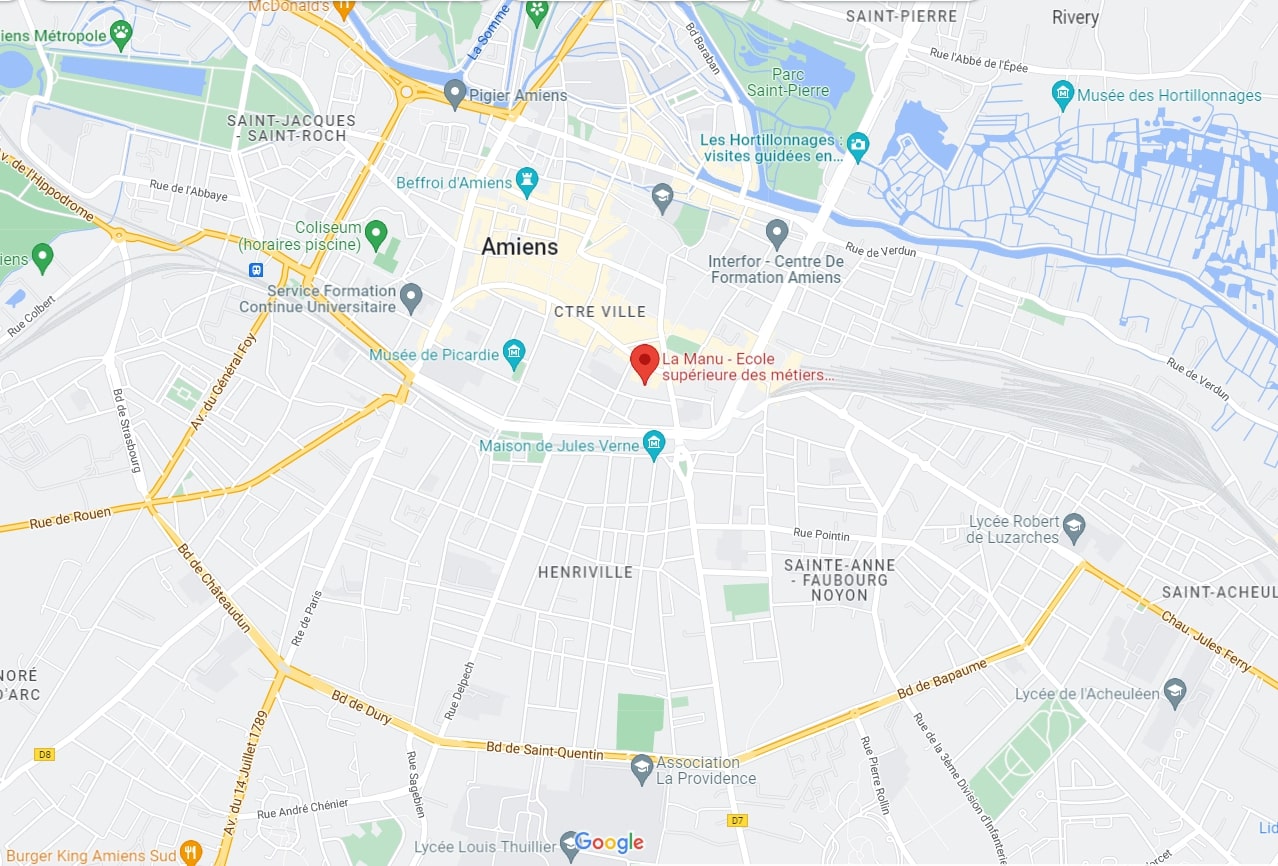 McDonald's
La Somme
SAINT-PIERRE
Rivery
iens Métropole
Bd Baraban
Rue l'Abbé de l'Épée
Parc
Saint-Pierre
Pigier Amiens
Musée des Hortillonnages
SAINT-JACQUES
- SAINT-ROCH
Les Hortillonnages :
visites guidées en...
Av. de l'Hippodrome
Rue de l'Abbaye
Beffroi d'Amiens
Coliseum
(horaires piscine)
Amiens
Rue de Verdun
iens
Interfor - Centre De
Formation Amiens
Service Formation
Continue Universitaire
Rue Colbert
CTRE VILLE
Av. du Général Foy
Musée de Picardie
La Manu - Ecole
supérieure des métiers...
Rue de Verdun
Bd de Strasbourg
Maison de Jules Verne
Rue de Rouen
Rue Pointin
Lycée Robert
de Luzarches
Bd de Châteaudun
HENRIVILLE
SAINTE-ANNE
- FAUBOURG
NOYON
SAINT-ACHEUL
Rte de Paris
Chau. Jules Ferry
NORÉ
D'ARC
Rue Delpech
Bd de Bapaume
Lycée de l'Acheuléen
Bd de Dury
Av. du 14 Juillet 1789
Bd de Saint-Quentin
D8
Rue Sagebien
Association
La Providence
Rue Pierre Rollin
Rue de la 3ème Division d'Infanterie
Rue André Chénier
D7
Lid
Burger King Amiens Sud
Lycée Louis Thuillier
Google